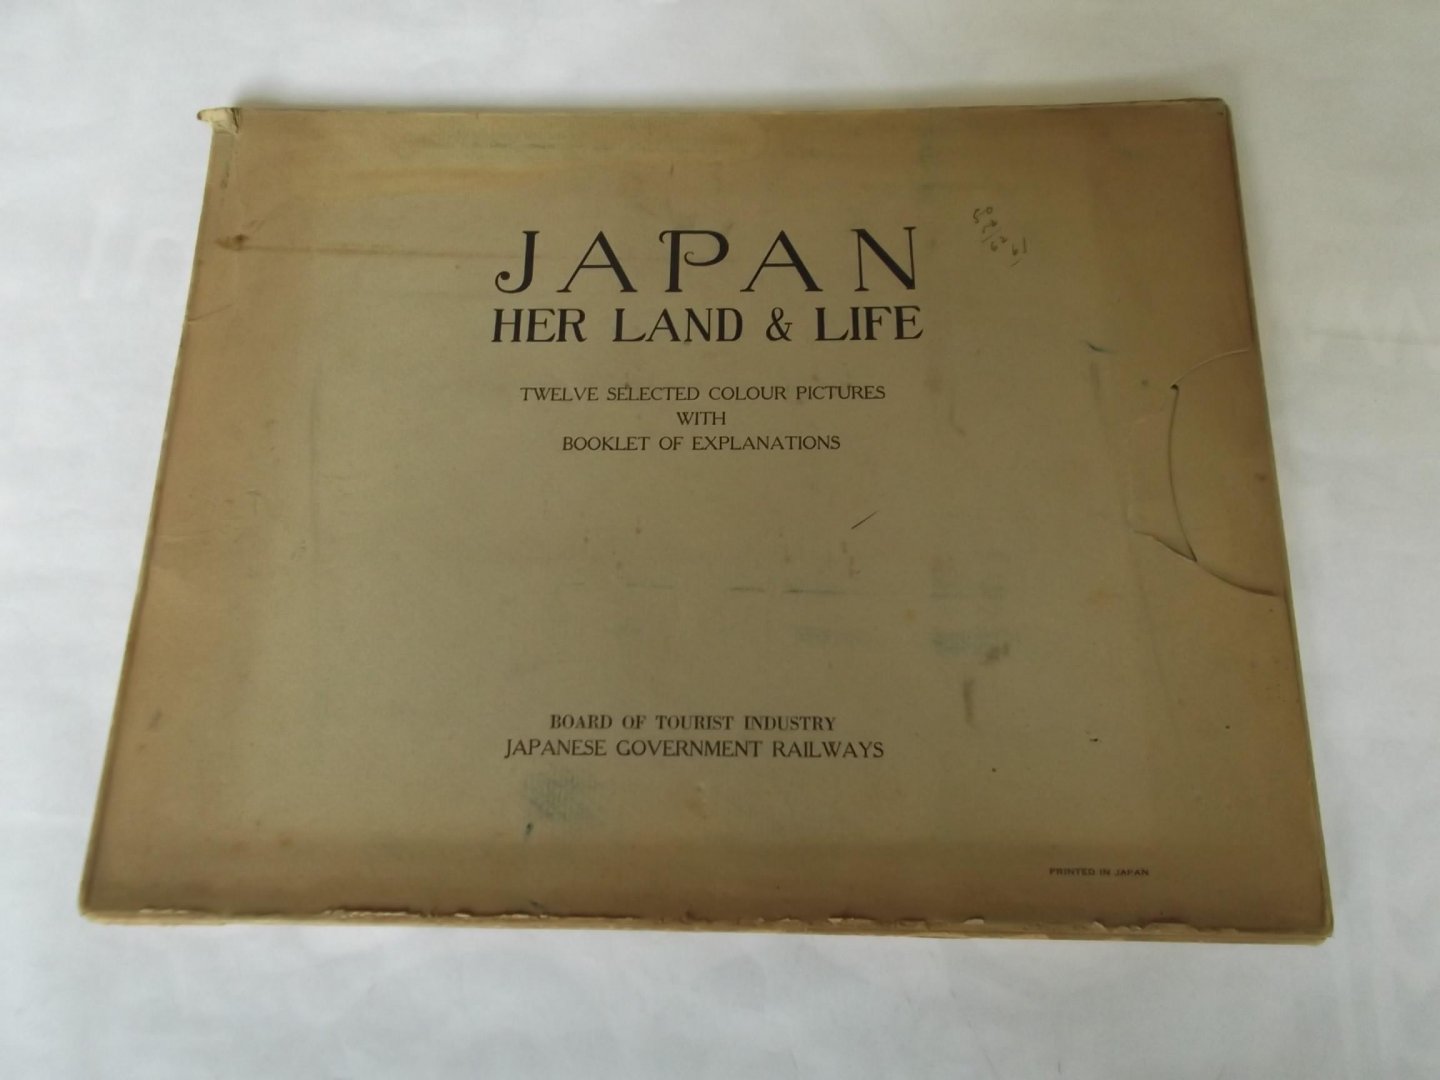 JAPAN
HER LAND & LIFE
TWELVE SELECTED COLOUR PICTURES
WITH
BOOKLET OF EXPLANATIONS
BOARD OF TOURIST INDUSTRY
JAPANESE GOVERNMENT RAILWAYS
PRINTED IN JAPAN